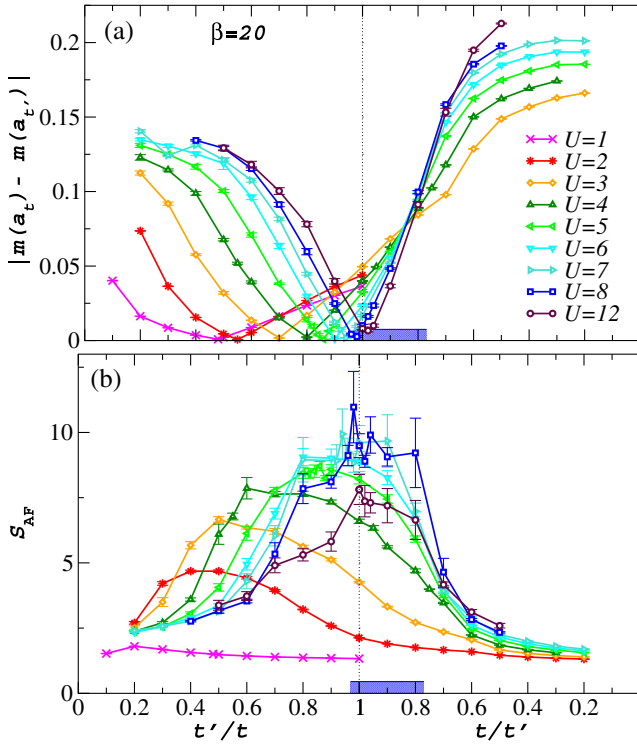 (a)
β=20
0.2
0.15
0.1
0.05
0
|m(a_t) - m(a_t')|
U=1
U=2
U=3
U=4
U=5
U=6
U=7
U=8
U=12
(b)
10
5
0
S_AF
0 0.2 0.4 0.6 0.8 1 0.8 0.6 0.4 0.2
t'/t t/t'